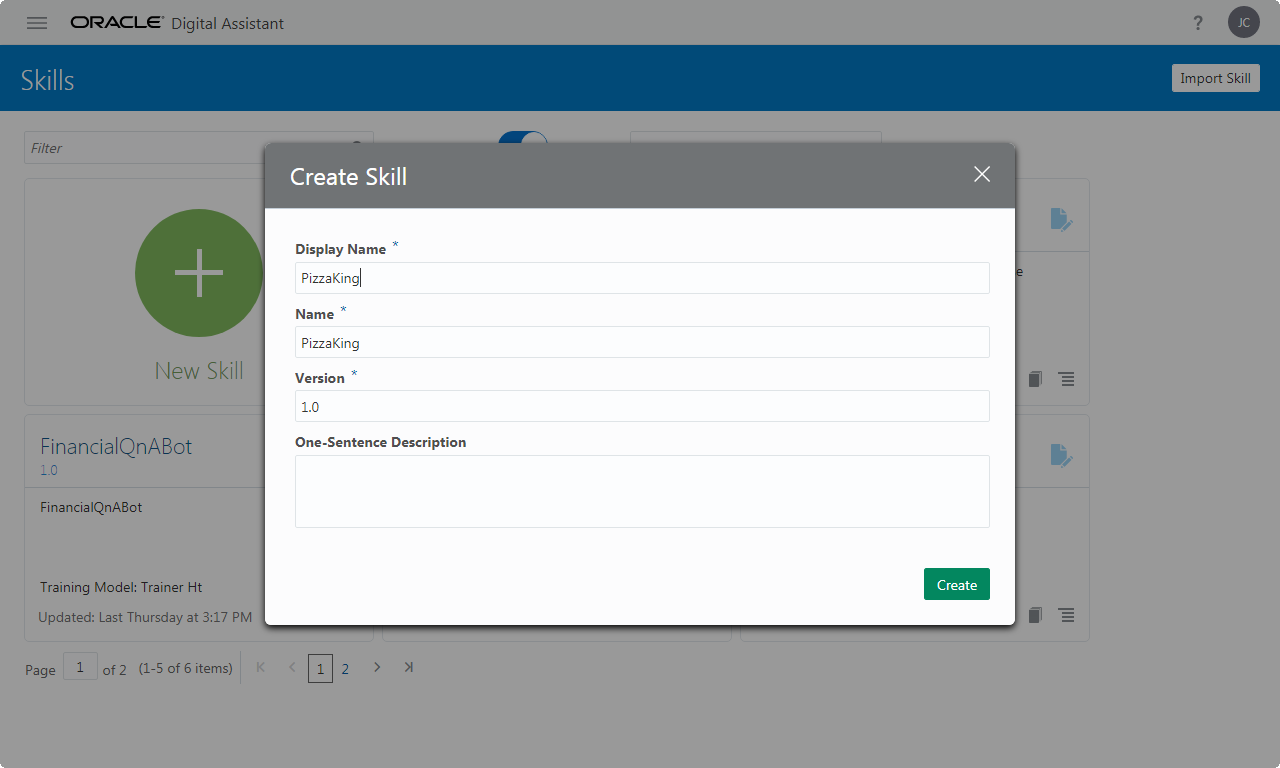 ORACLE Digital Assistant
?
JC
Skills
Import Skill
Filter
Create Skill
New Skill
Display Name *
PizzaKing
Name *
PizzaKing
Version *
1.0
One-Sentence Description
Create
FinancialQnABot
1.0
FinancialQnABot
Training Model: Trainer Ht
Updated: Last Thursday at 3:17 PM
Page 1 of 2 (1-5 of 6 items) 1 2